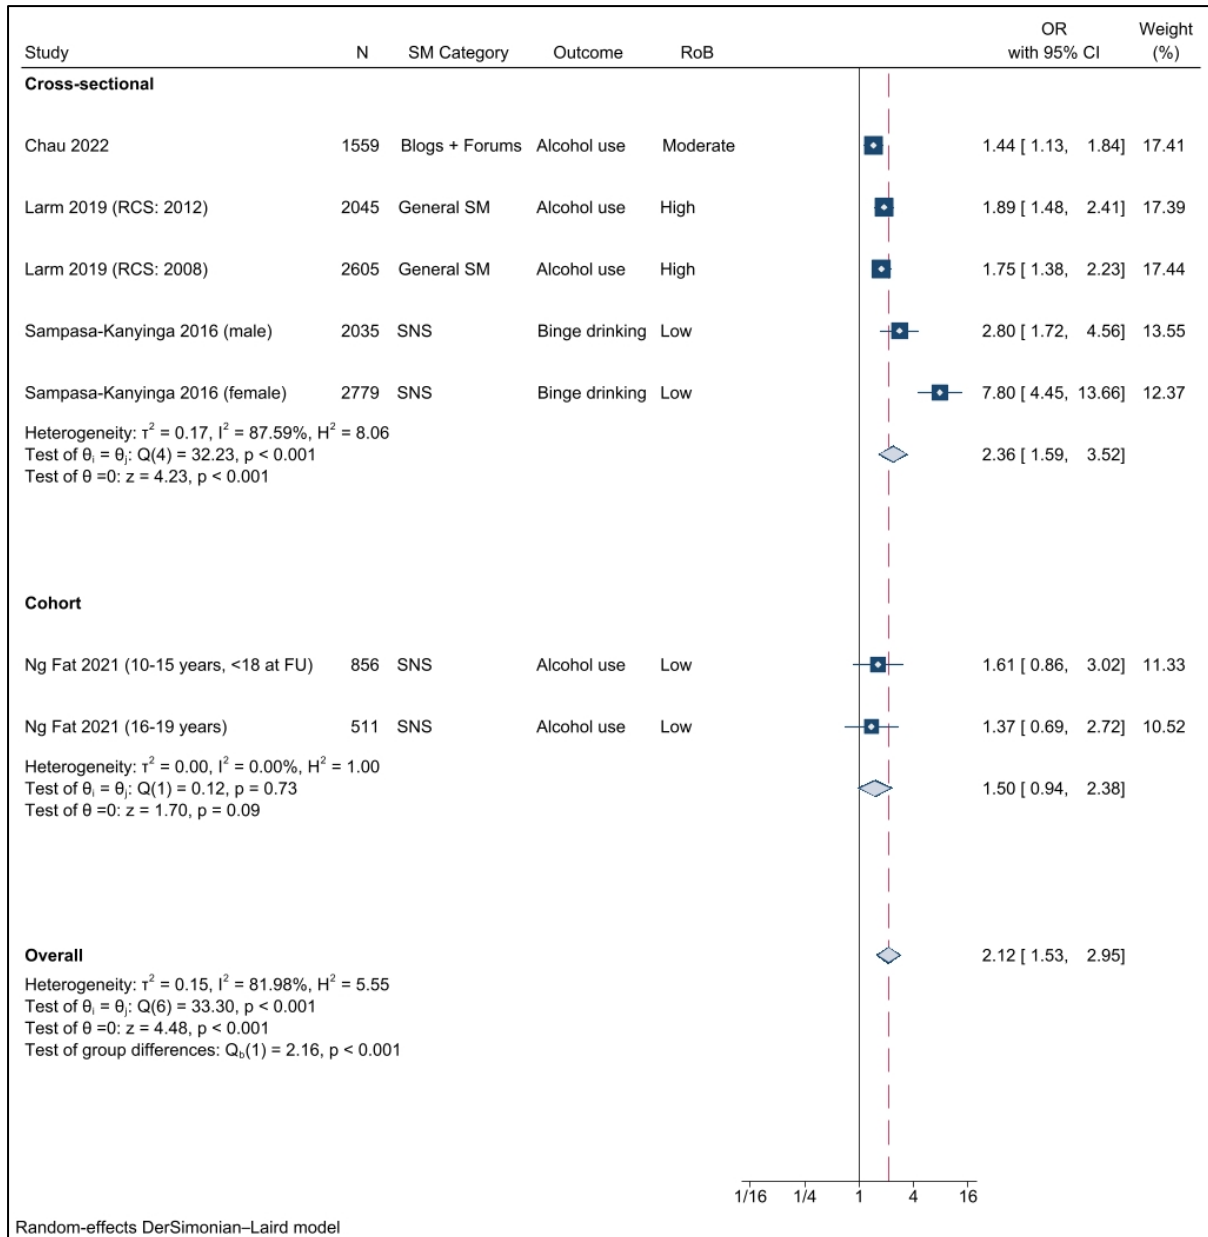 OR Weight
Study N SM Category Outcome RoB with 95% CI (%)
Cross-sectional
Chau 2022 1559 Blogs + Forums Alcohol use Moderate 1.44 [ 1.13, 1.84] 17.41
Larm 2019 (RCS: 2012) 2045 General SM Alcohol use High 1.89 [ 1.48, 2.41] 17.39
Larm 2019 (RCS: 2008) 2605 General SM Alcohol use High 1.75 [ 1.38, 2.23] 17.44
Sampasa-Kanyinga 2016 (male) 2035 SNS Binge drinking Low 2.80 [ 1.72, 4.56] 13.55
Sampasa-Kanyinga 2016 (female) 2779 SNS Binge drinking Low 7.80 [ 4.45, 13.66] 12.37
Heterogeneity: τ² = 0.17, I² = 87.59%, H² = 8.06
Test of θᵢ = θⱼ: Q(4) = 32.23, p < 0.001 2.36 [ 1.59, 3.52]
Test of θ =0: z = 4.23, p < 0.001
Cohort
Ng Fat 2021 (10-15 years, <18 at FU) 856 SNS Alcohol use Low 1.61 [ 0.86, 3.02] 11.33
Ng Fat 2021 (16-19 years) 511 SNS Alcohol use Low 1.37 [ 0.69, 2.72] 10.52
Heterogeneity: τ² = 0.00, I² = 0.00%, H² = 1.00
Test of θᵢ = θⱼ: Q(1) = 0.12, p = 0.73 1.50 [ 0.94, 2.38]
Test of θ =0: z = 1.70, p = 0.09
Overall 2.12 [ 1.53, 2.95]
Heterogeneity: τ² = 0.15, I² = 81.98%, H² = 5.55
Test of θᵢ = θⱼ: Q(6) = 33.30, p < 0.001
Test of θ =0: z = 4.48, p < 0.001
Test of group differences: Q_b(1) = 2.16, p < 0.001
1/16 1/4 1 4 16
Random-effects DerSimonian–Laird model